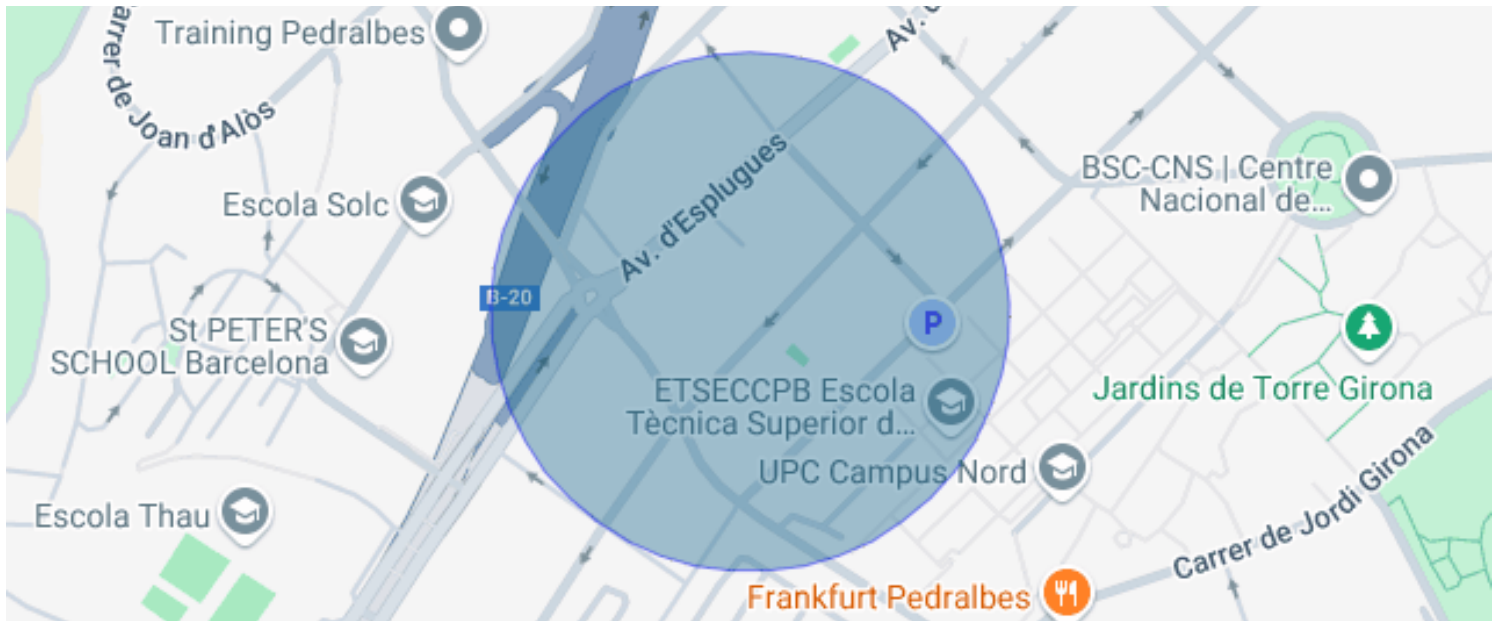 Training Pedralbes
Carrer de Joan d'Alòs
Escola Solc
St PETER'S
SCHOOL Barcelona
Escola Thau
B-20
Av. d'Esplugues
P
ETSECCPB Escola
Tècnica Superior d...
UPC Campus Nord
Frankfurt Pedralbes
BSC-CNS | Centre
Nacional de...
Jardins de Torre Girona
Carrer de Jordi Girona
Av.